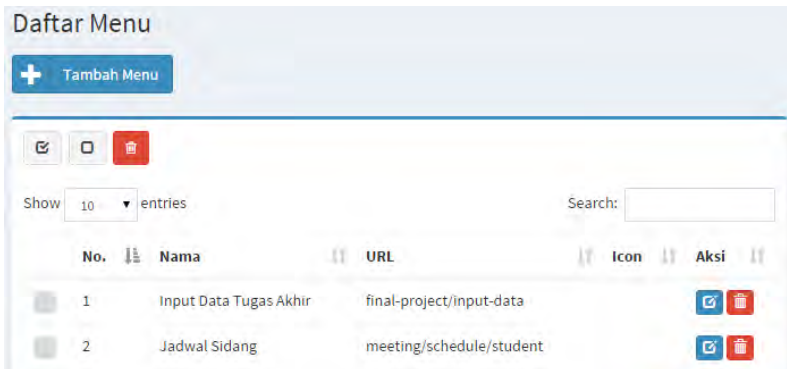 Daftar Menu
Tambah Menu
Show 10 entries Search:
No. Nama URL Icon Aksi
1 Input Data Tugas Akhir final-project/input-data
2 Jadwal Sidang meeting/schedule/student